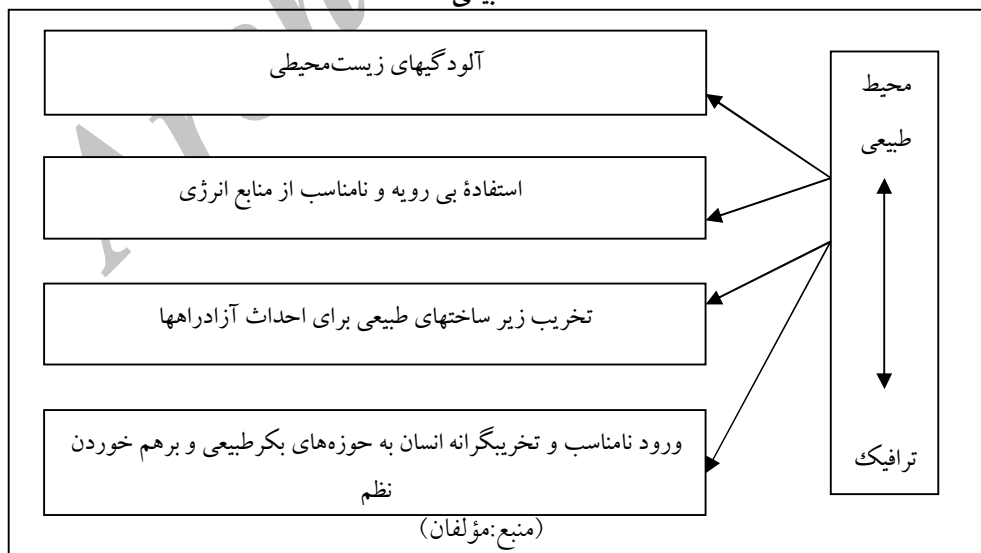 آلودگیهای زیست‌محیطی
محیط
طبیعی
استفادهٔ بی رویه و نامناسب از منابع انرژی
تخریب زیر ساختهای طبیعی برای احداث آزادراهها
ورود نامناسب و تخریبگرانه انسان به حوزه‌های بکرطبیعی و برهم خوردن
نظم
ترافیک
(منبع:مؤلفان)